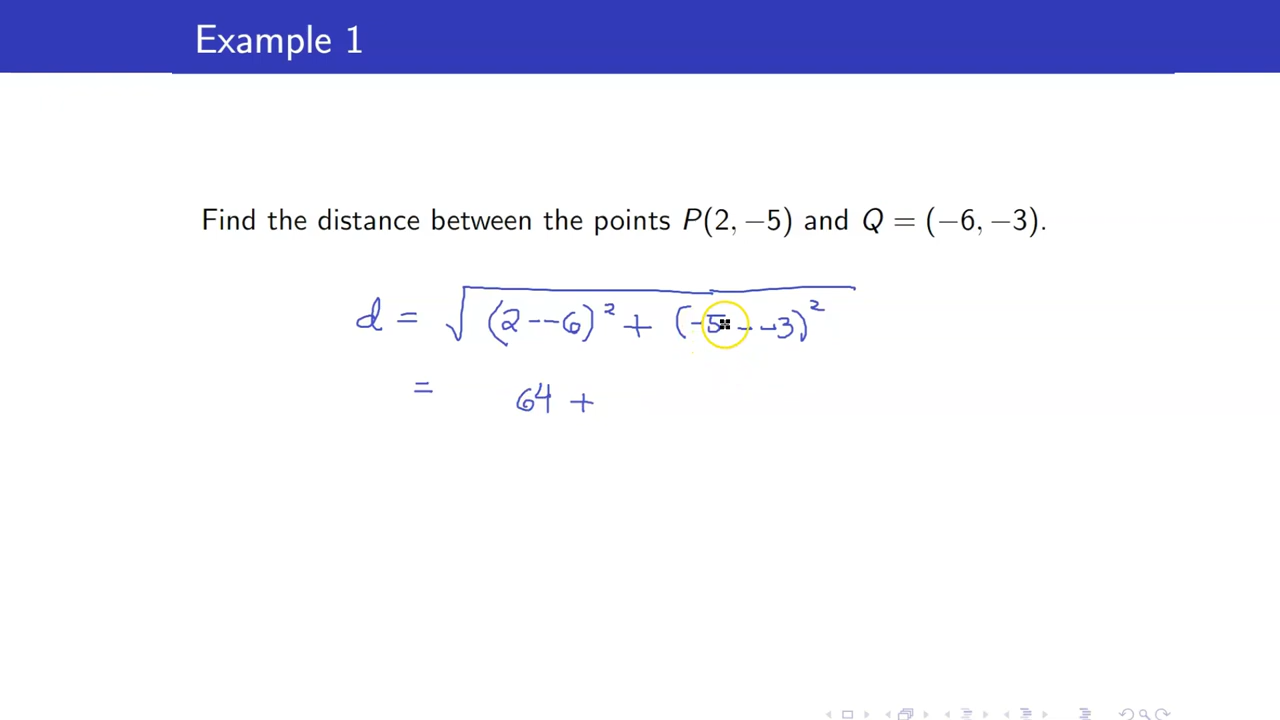 Example 1
Find the distance between the points P(2, −5) and Q = (−6, −3).
d = √(2--6)² + (-5--3)²
= 64 +